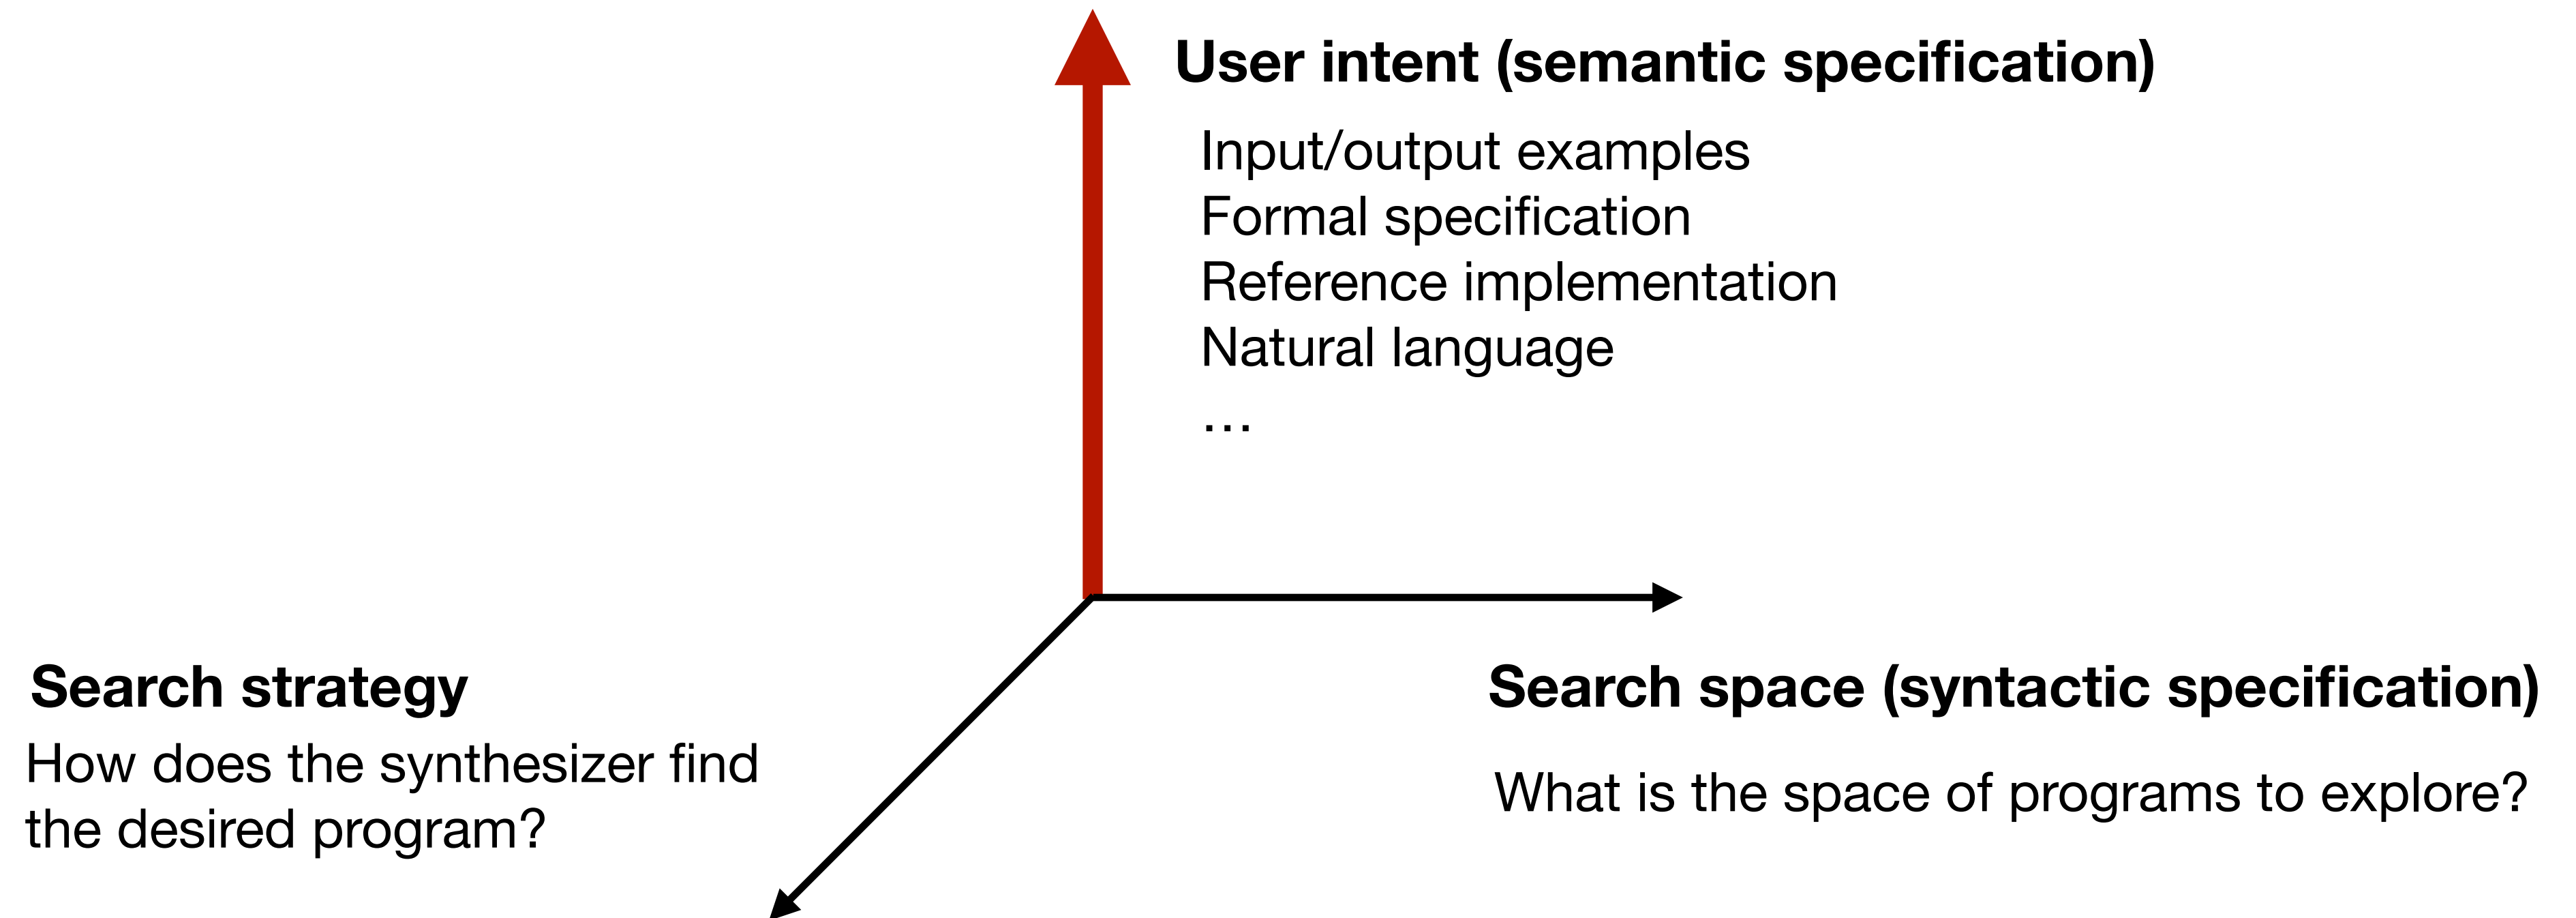 User intent (semantic specification)
Input/output examples
Formal specification
Reference implementation
Natural language
…
Search strategy
How does the synthesizer find
the desired program?
Search space (syntactic specification)
What is the space of programs to explore?